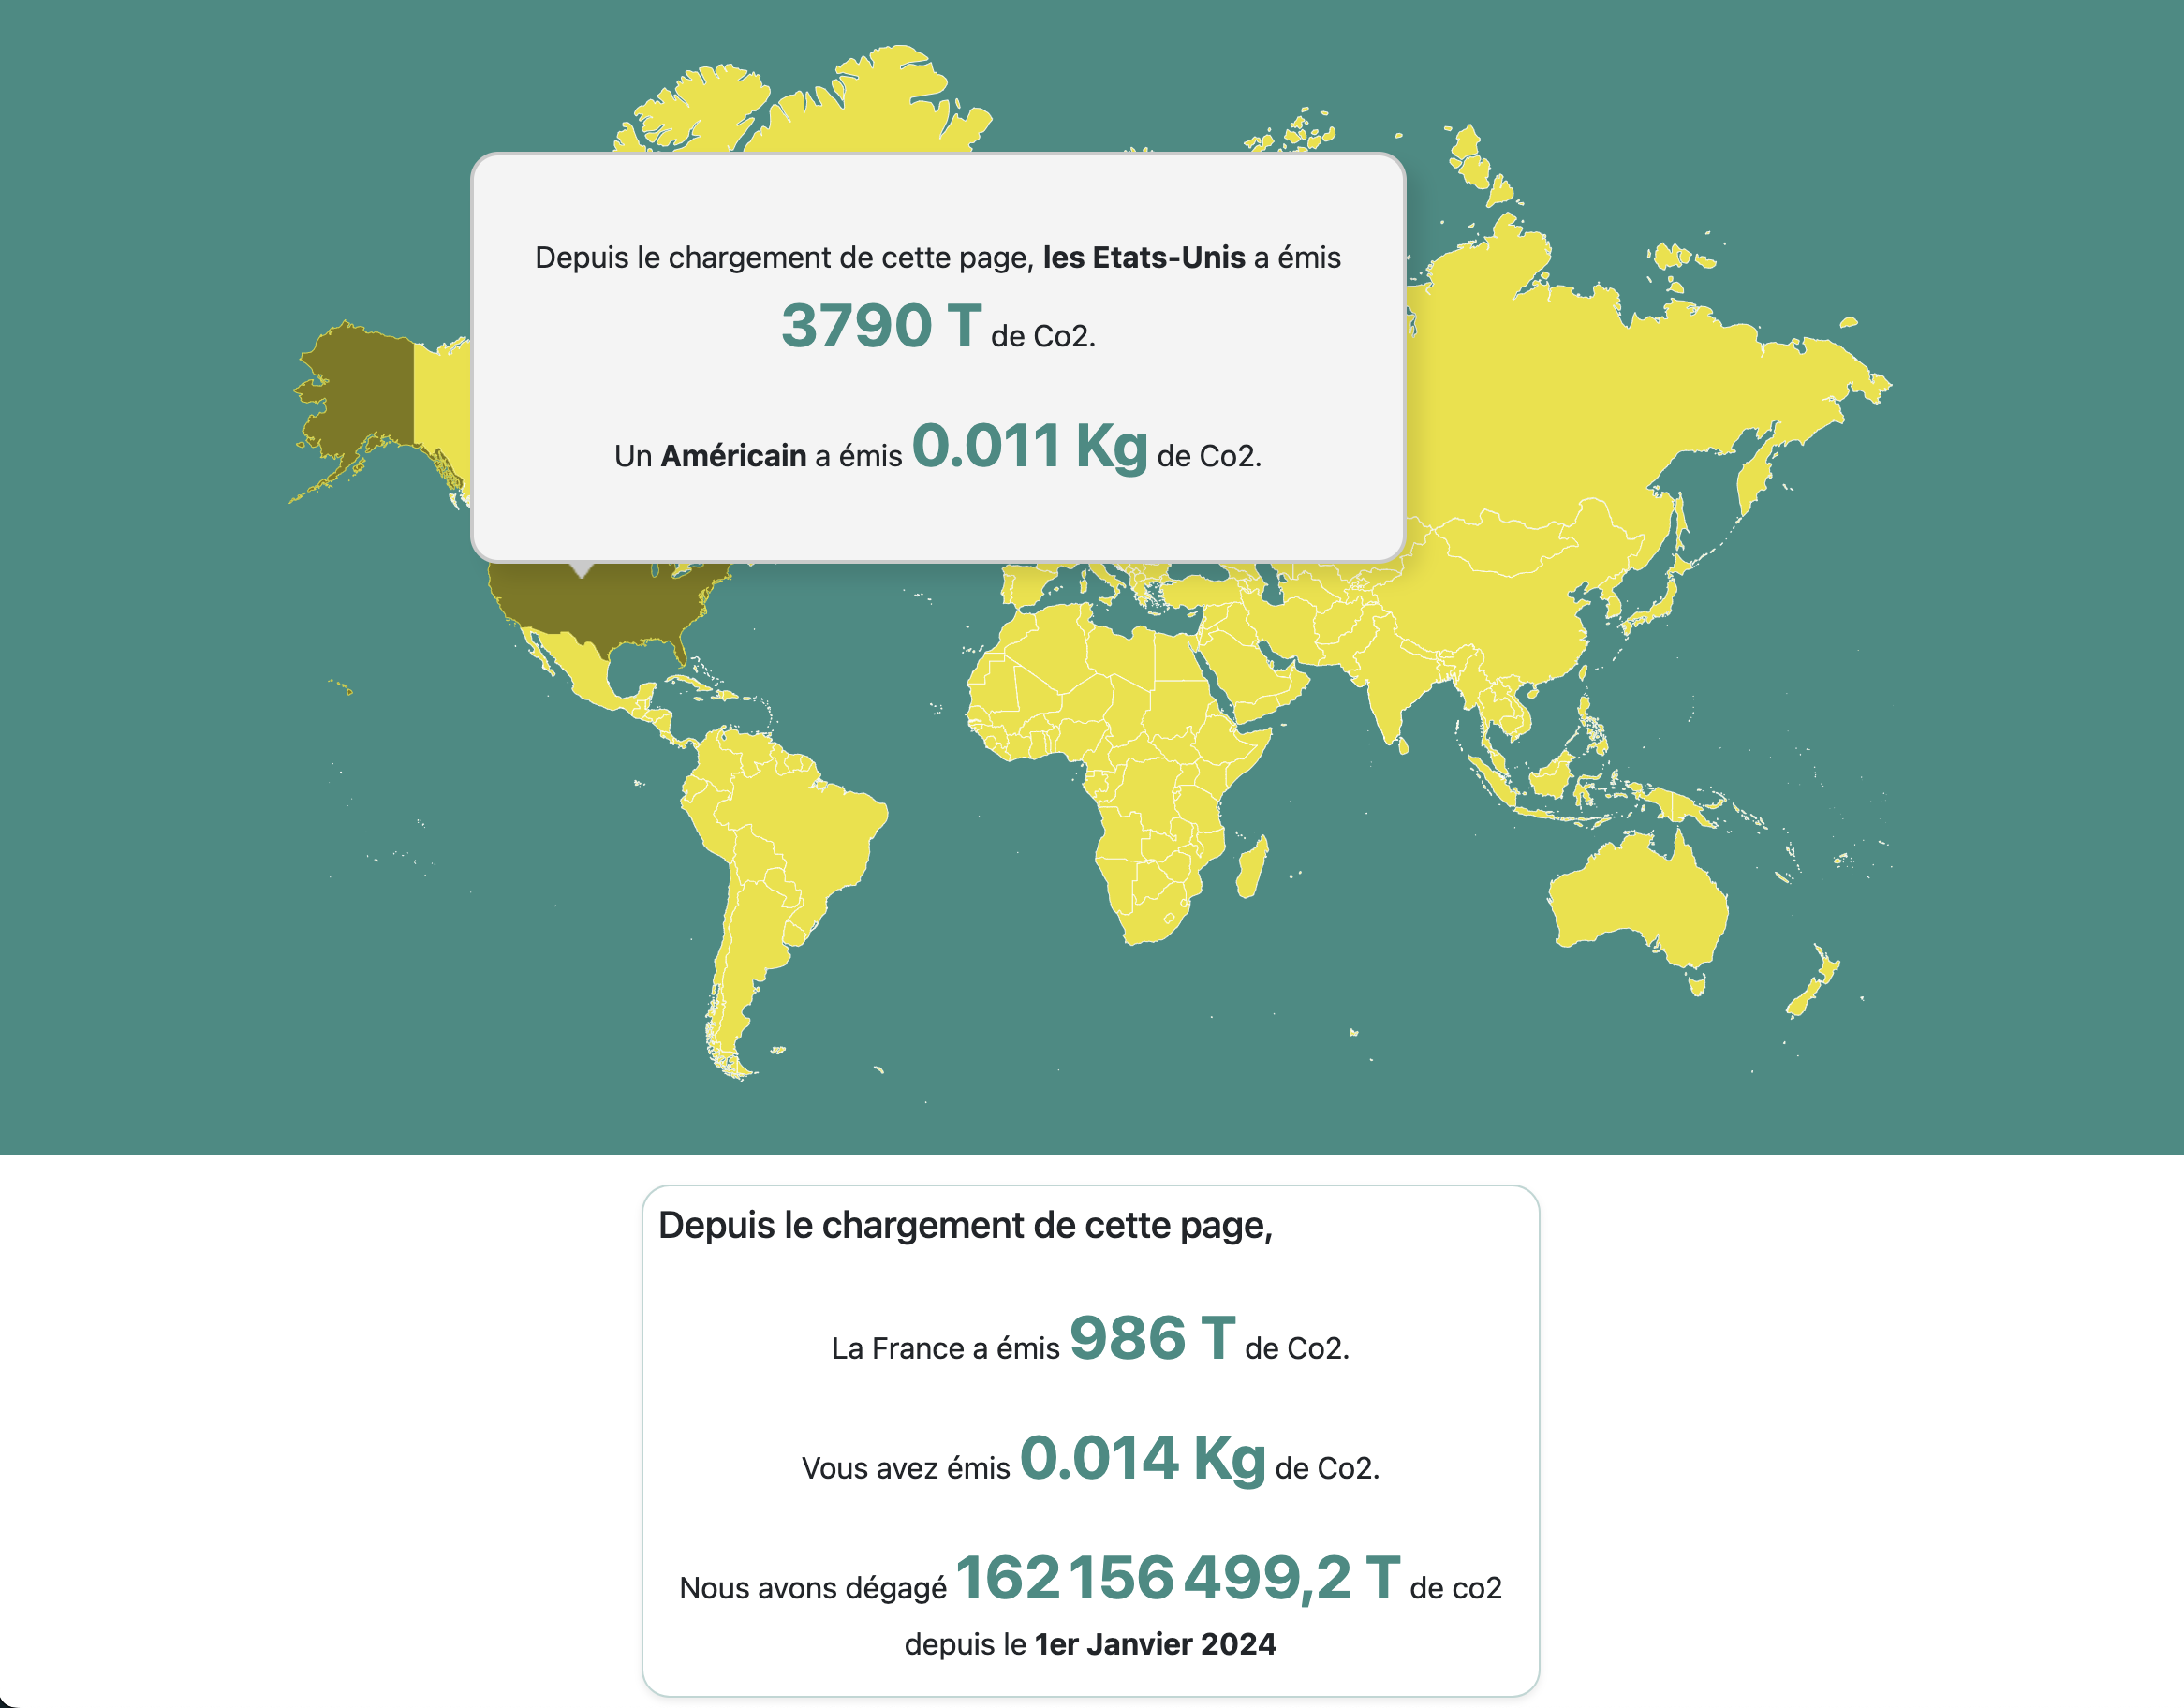 Depuis le chargement de cette page, les Etats-Unis a émis
3790 T de Co2.
Un Américain a émis 0.011 Kg de Co2.
Depuis le chargement de cette page,
La France a émis 986 T de Co2.
Vous avez émis 0.014 Kg de Co2.
Nous avons dégagé 162 156 499,2 T de co2
depuis le 1er Janvier 2024